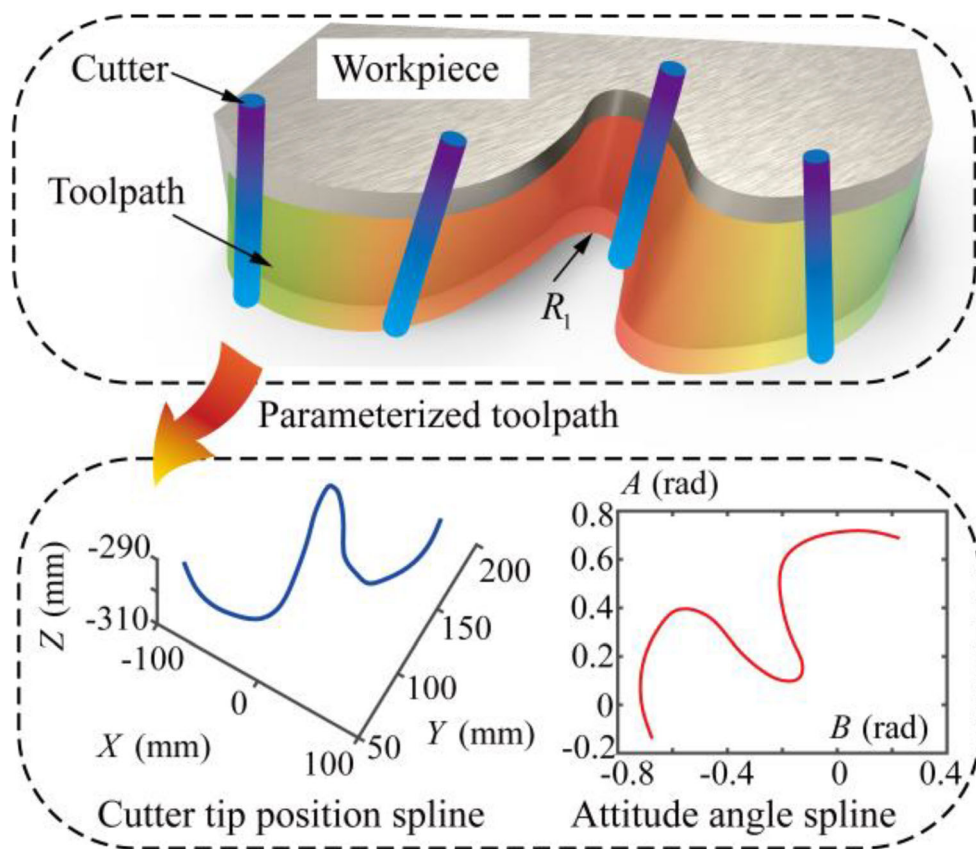 Cutter
Workpiece
Toolpath
R1
Parameterized toolpath
Z (mm)
-290
-310
-100
0
100
X (mm)
50
100
150
200
Y (mm)
A (rad)
0.8
0.6
0.4
0.2
0
-0.2
-0.8
-0.4
0
0.4
B (rad)
Cutter tip position spline
Attitude angle spline